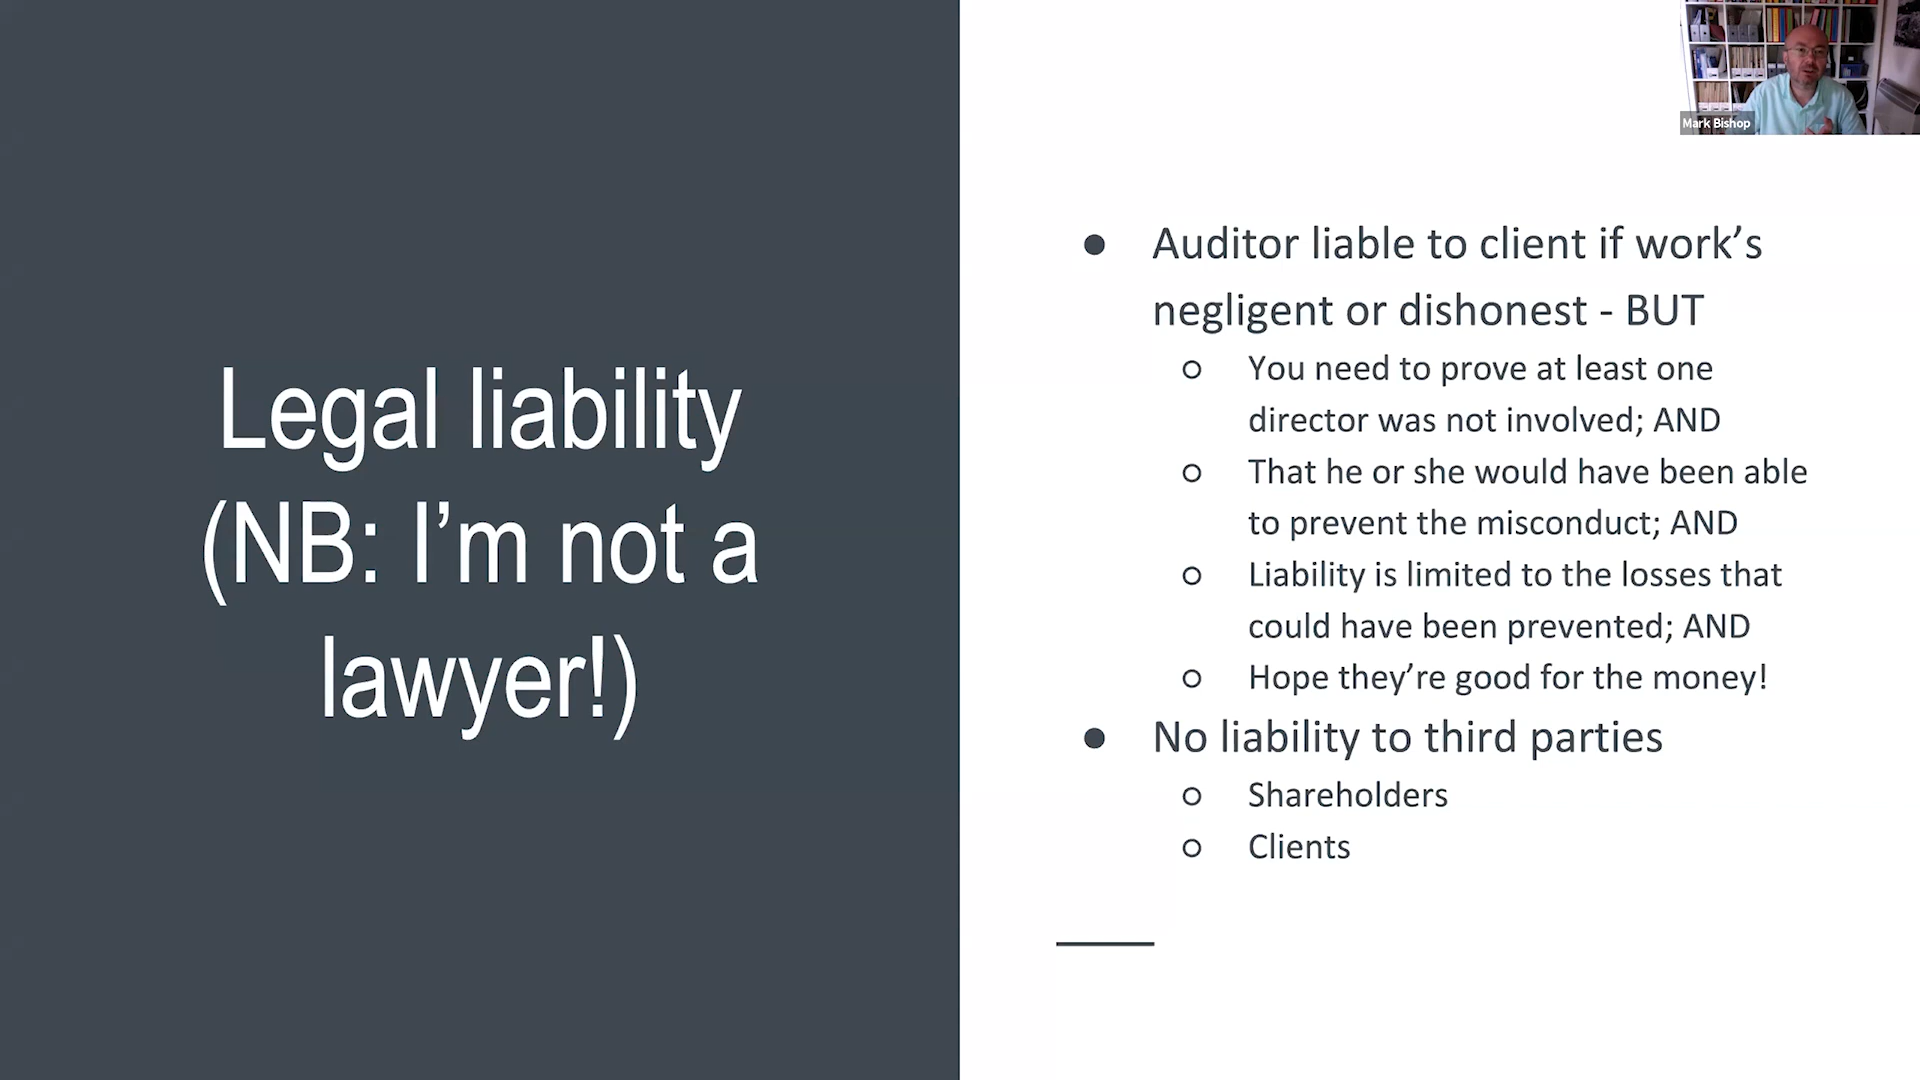 Mark Bishop
Legal liability
(NB: I’m not a
lawyer!)
● Auditor liable to client if work’s
negligent or dishonest - BUT
○ You need to prove at least one
director was not involved; AND
○ That he or she would have been able
to prevent the misconduct; AND
○ Liability is limited to the losses that
could have been prevented; AND
○ Hope they’re good for the money!
● No liability to third parties
○ Shareholders
○ Clients